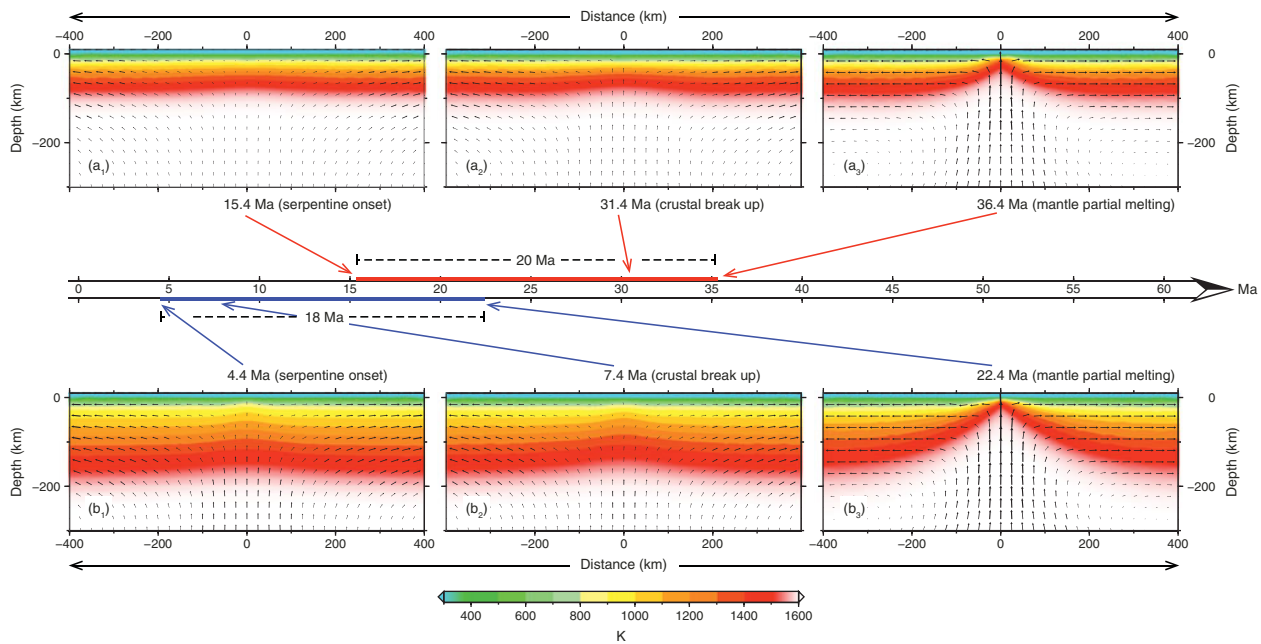 Distance (km)
−400 −200 0 200 400 −200 0 200 −400 −200 0 200 400
0
−200
Depth (km)
(a1)
(a2)
(a3)
0
−200
Depth (km)
15.4 Ma (serpentine onset)
31.4 Ma (crustal break up)
36.4 Ma (mantle partial melting)
20 Ma
0 5 10 15 20 25 30 35 50 55 50 55 60
Ma
18 Ma
4.4 Ma (serpentine onset)
7.4 Ma (crustal break up)
22.4 Ma (mantle partial melting)
0
−200
Depth (km)
(b1)
(b2)
(b3)
0
−200
Depth (km)
−400 −200 0 200 400 −200 0 200 −400 −200 0 200 400
Distance (km)
400 600 800 1000 1200 1400 1600
K